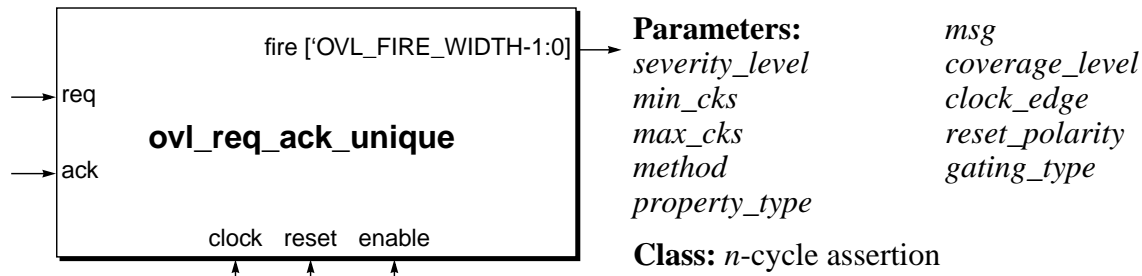 fire [‘OVL_FIRE_WIDTH-1:0]
req
ovl_req_ack_unique
ack
clock reset enable
Parameters: msg
severity_level coverage_level
min_cks clock_edge
max_cks reset_polarity
method gating_type
property_type
Class: n-cycle assertion